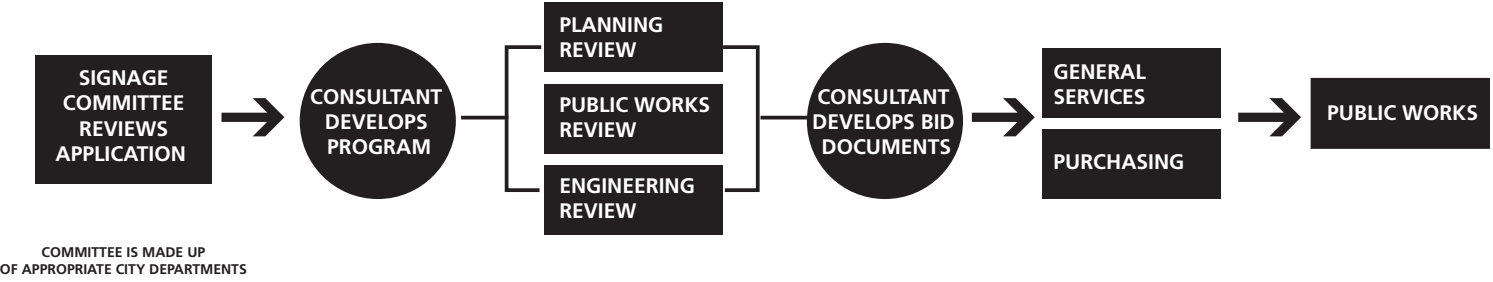 SIGNAGE
COMMITTEE
REVIEWS
APPLICATION
CONSULTANT
DEVELOPS
PROGRAM
PLANNING
REVIEW
PUBLIC WORKS
REVIEW
ENGINEERING
REVIEW
CONSULTANT
DEVELOPS BID
DOCUMENTS
GENERAL
SERVICES
PURCHASING
PUBLIC WORKS
COMMITTEE IS MADE UP
OF APPROPRIATE CITY DEPARTMENTS